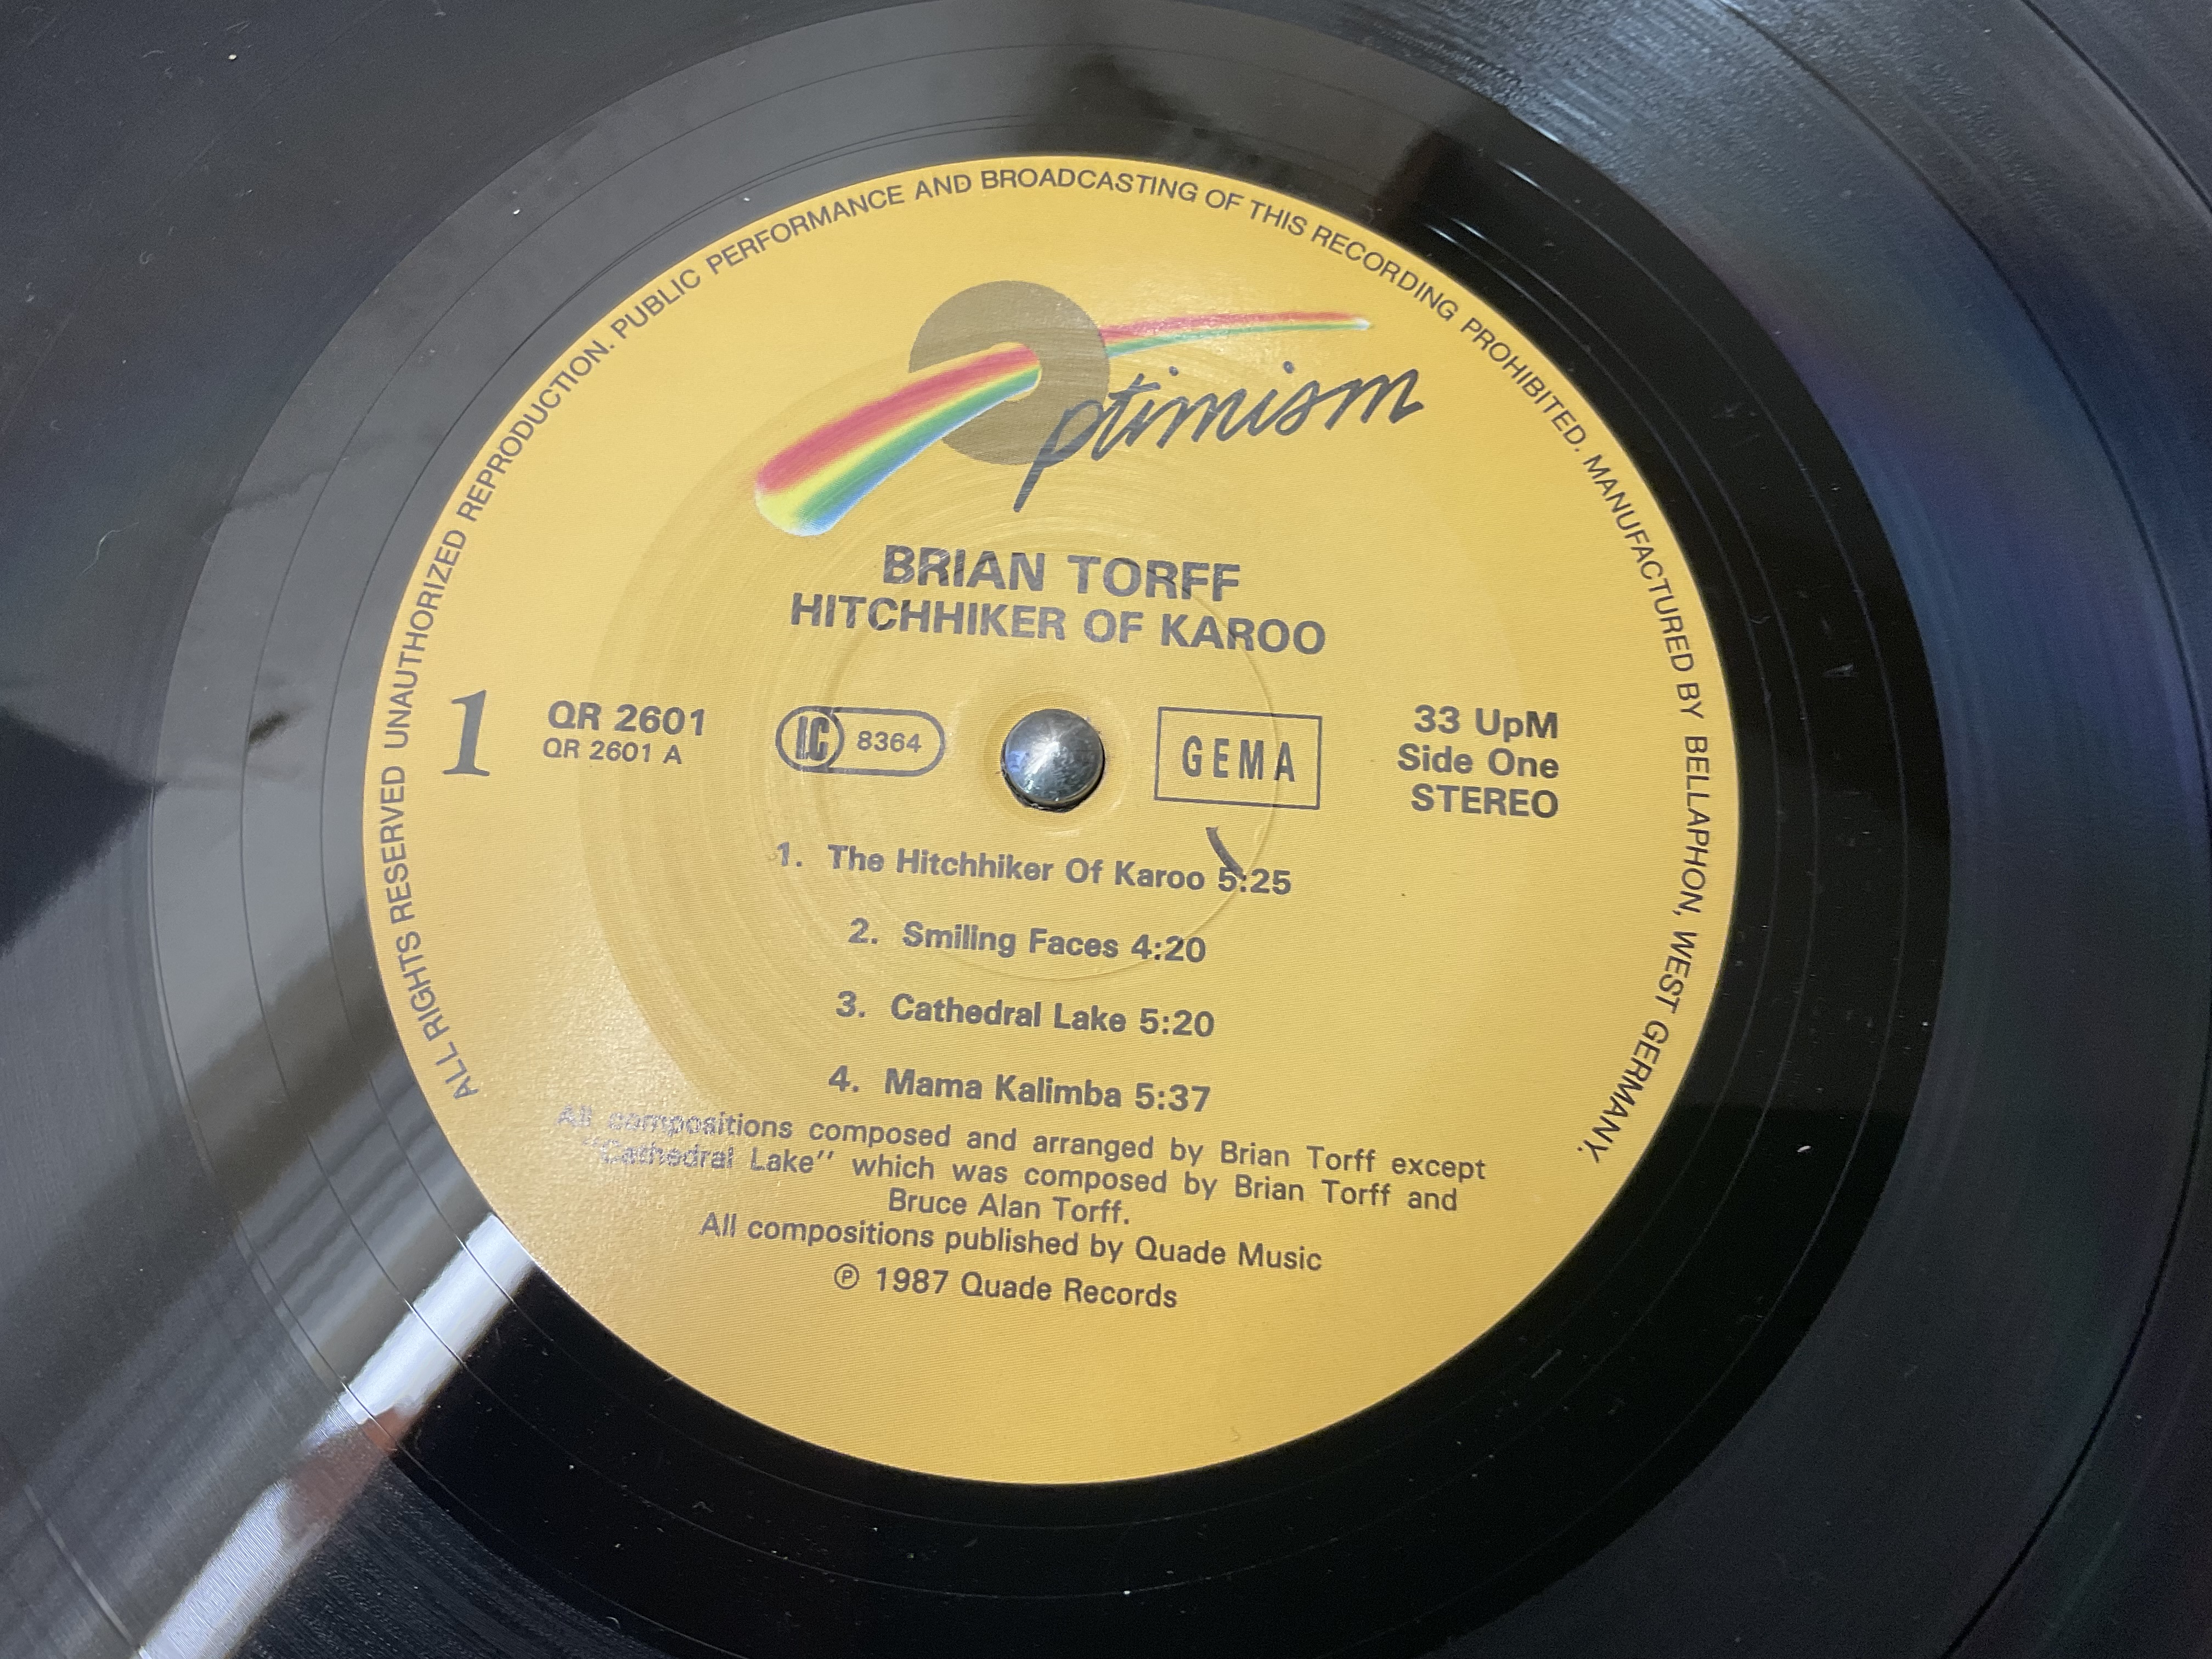 ALL RIGHTS RESERVED UNAUTHORIZED REPRODUCTION. PUBLIC PERFORMANCE AND BROADCASTING OF THIS RECORDING PROHIBITED. MANUFACTURED BY BELLAPHON, WEST GERMANY.
Optimism
BRIAN TORFF
HITCHHIKER OF KAROO
1
QR 2601
QR 2601 A
LC 8364
GEMA
33 UpM
Side One
STEREO
1. The Hitchhiker Of Karoo 5:25
2. Smiling Faces 4:20
3. Cathedral Lake 5:20
4. Mama Kalimba 5:37
All compositions composed and arranged by Brian Torff except
"Cathedral Lake" which was composed by Brian Torff and
Bruce Alan Torff.
All compositions published by Quade Music
℗ 1987 Quade Records